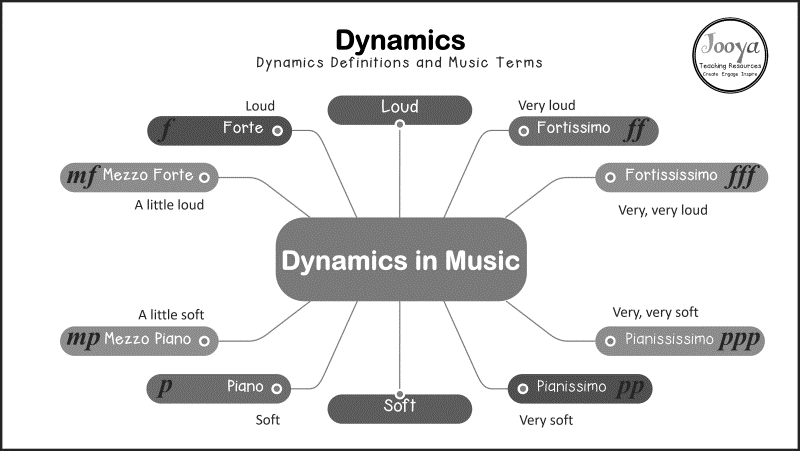 Dynamics
Dynamics Definitions and Music Terms
Jooya
Teaching Resources
Create Engage Inspire
Loud
f Forte
Loud
Very loud
Fortissimo ff
mf Mezzo Forte
A little loud
Fortississimo fff
Very, very loud
Dynamics in Music
A little soft
mp Mezzo Piano
Very, very soft
Pianississimo ppp
p Piano
Soft
Soft
Pianissimo pp
Very soft